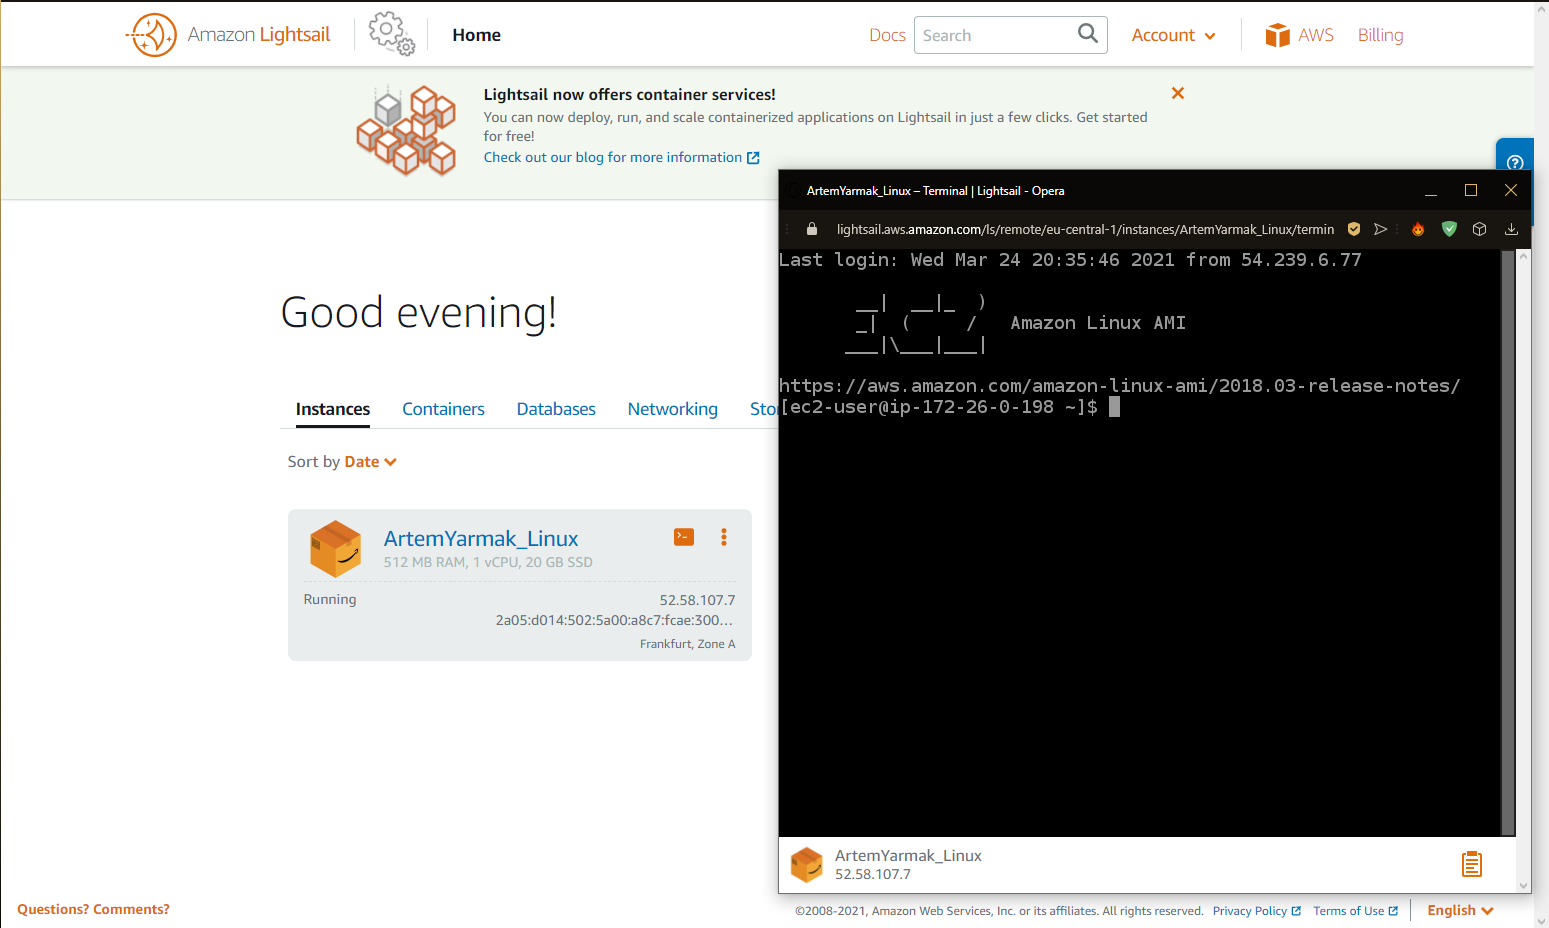 Amazon Lightsail
Home
Docs
Search
Account
AWS
Billing
Lightsail now offers container services!
You can now deploy, run, and scale containerized applications on Lightsail in just a few clicks. Get started
for free!
Check out our blog for more information
Good evening!
Instances
Containers
Databases
Networking
Sto
Sort by Date
ArtemYarmak_Linux
512 MB RAM, 1 vCPU, 20 GB SSD
Running
52.58.107.7
2a05:d014:502:5a00:a8c7:fcae:300...
Frankfurt, Zone A
ArtemYarmak_Linux – Terminal | Lightsail - Opera
lightsail.aws.amazon.com/ls/remote/eu-central-1/instances/ArtemYarmak_Linux/termin
Last login: Wed Mar 24 20:35:46 2021 from 54.239.6.77
       __|  __|_  )
       _|  (     /   Amazon Linux AMI
      ___|\___|___|
https://aws.amazon.com/amazon-linux-ami/2018.03-release-notes/
[ec2-user@ip-172-26-0-198 ~]$
ArtemYarmak_Linux
52.58.107.7
Questions? Comments?
©2008-2021, Amazon Web Services, Inc. or its affiliates. All rights reserved.
Privacy Policy
Terms of Use
English